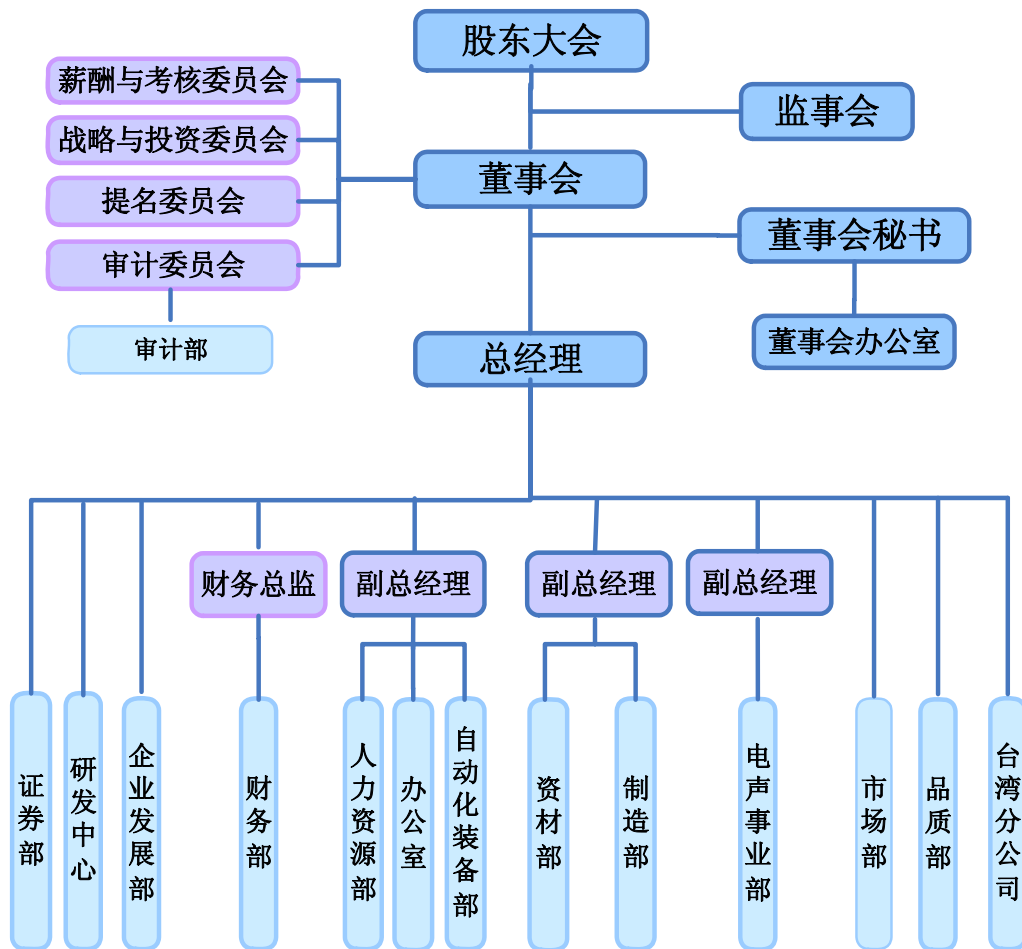 股东大会
薪酬与考核委员会
监事会
战略与投资委员会
董事会
提名委员会
董事会秘书
审计委员会
董事会办公室
审计部
总经理
财务总监
副总经理
副总经理
副总经理
证券部
研发中心
企业发展部
财务部
人力资源部
办公室
自动化装备部
资材部
制造部
电声事业部
市场部
品质部
台湾分公司